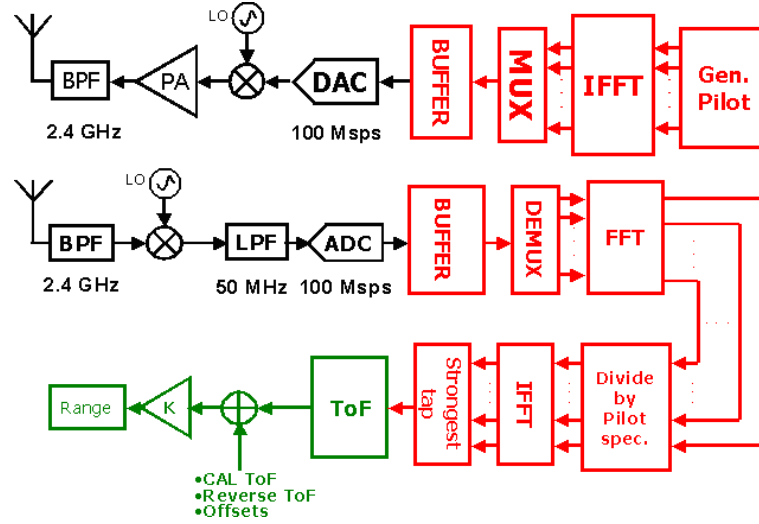 LO
BPF
PA
DAC
BUFFER
MUX
IFFT
Gen.
Pilot
2.4 GHz
100 Msps
LO
BPF
LPF
ADC
BUFFER
DEMUX
FFT
2.4 GHz
50 MHz
100 Msps
Range
K
ToF
Strongest
tap
IFFT
Divide
by
Pilot
spec.
•CAL ToF
•Reverse ToF
•Offsets